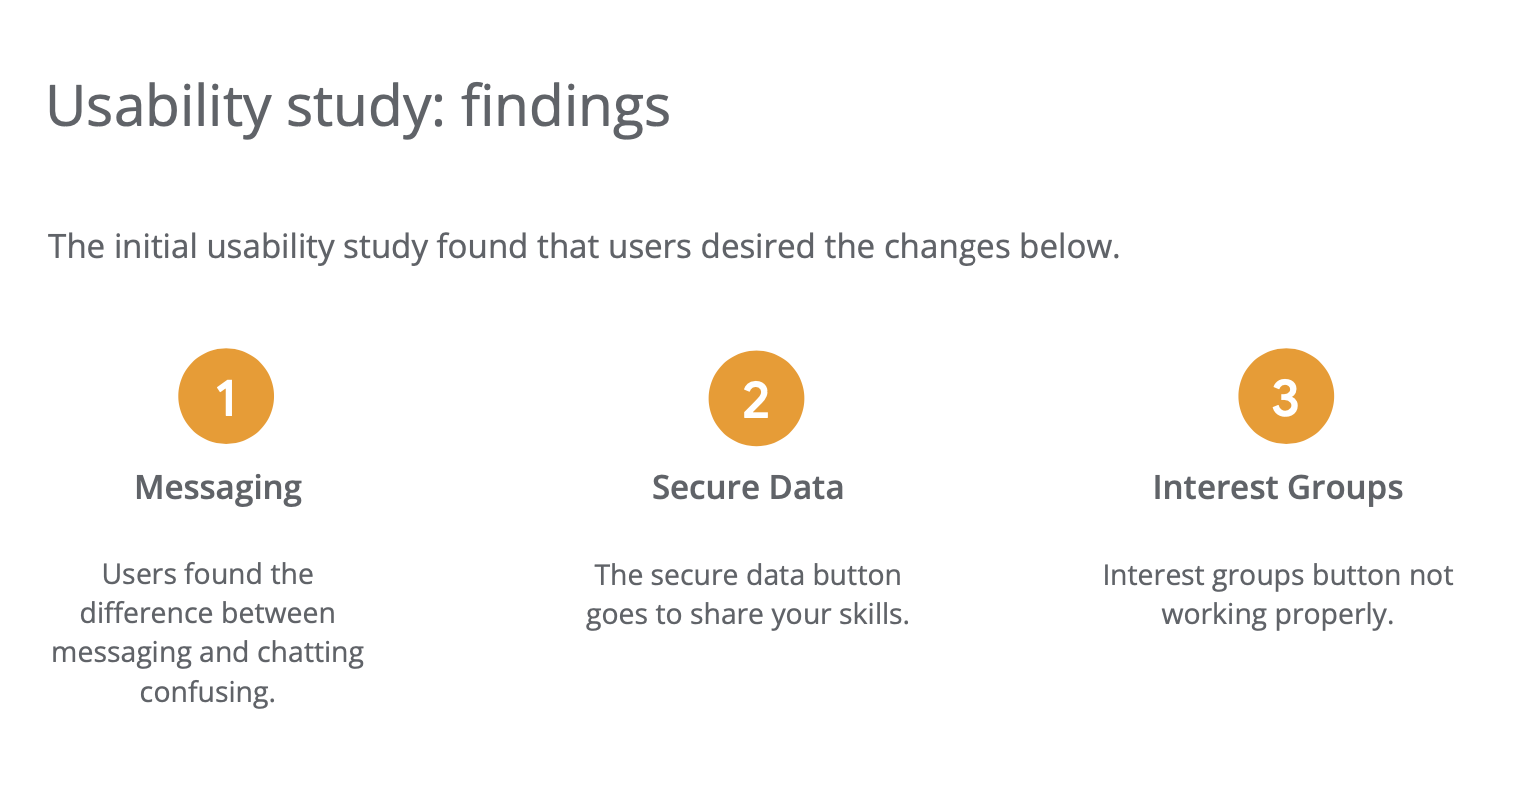 Usability study: findings
The initial usability study found that users desired the changes below.
1
Messaging
Users found the
difference between
messaging and chatting
confusing.
2
Secure Data
The secure data button
goes to share your skills.
3
Interest Groups
Interest groups button not
working properly.